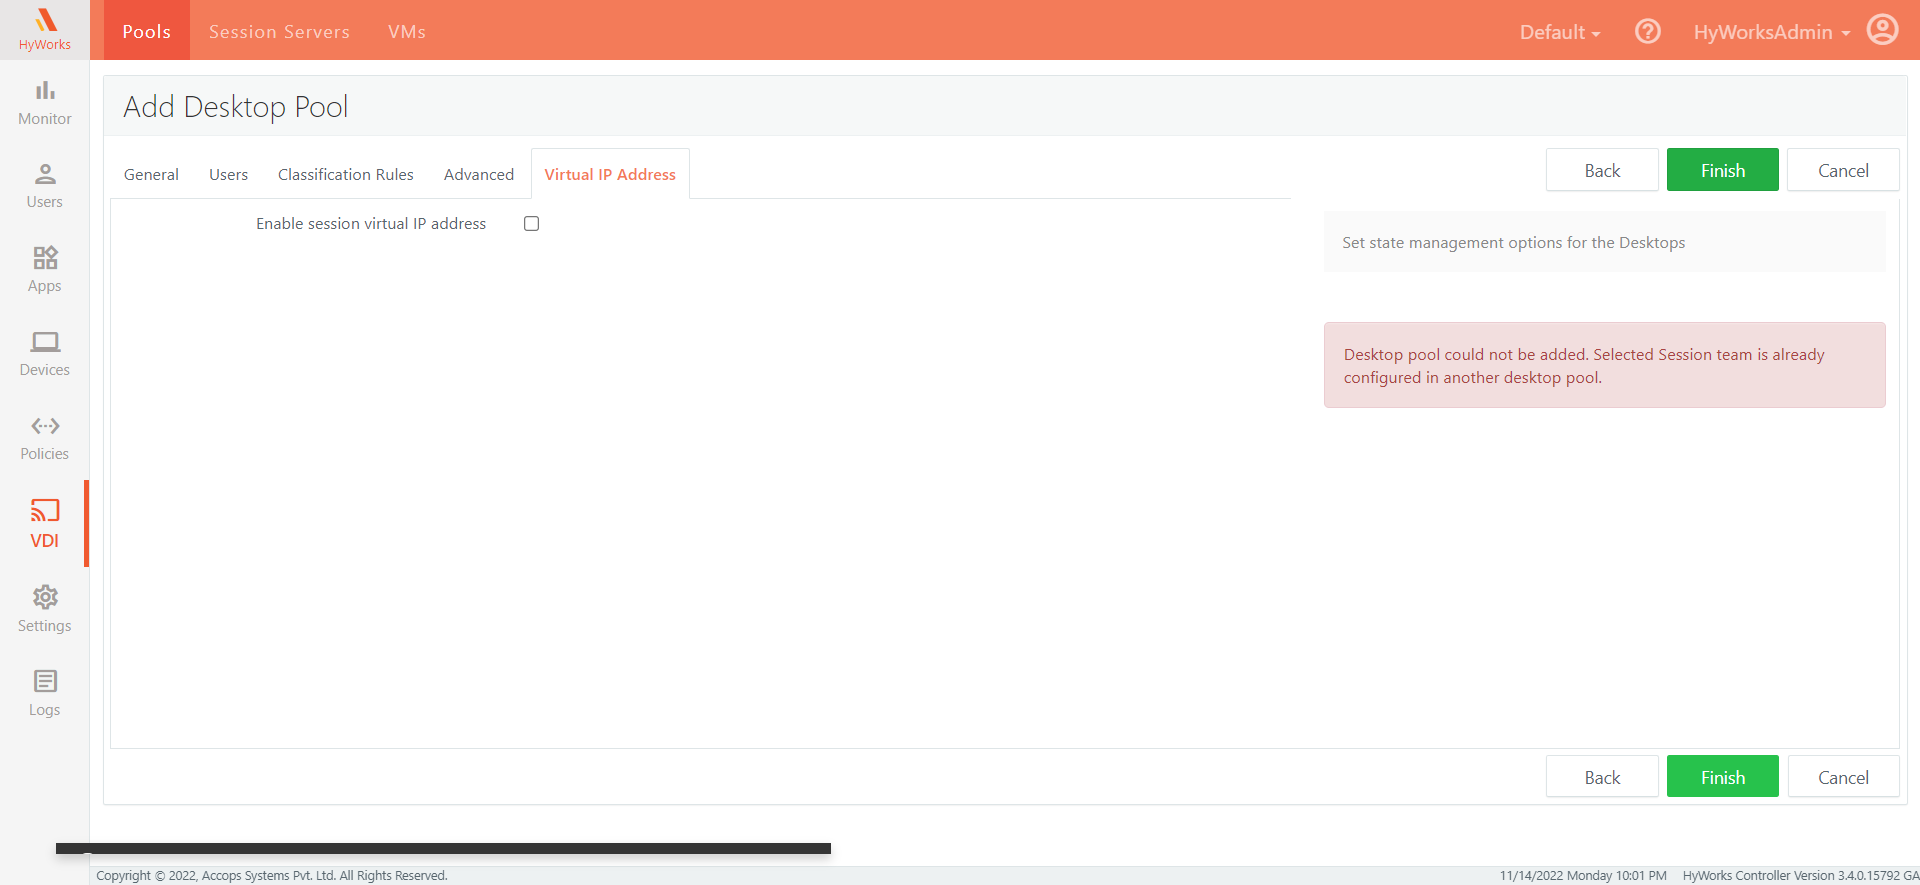 HyWorks
Pools
Session Servers
VMs
Default
HyWorksAdmin
Monitor
Users
Apps
Devices
Policies
VDI
Settings
Logs
Add Desktop Pool
General
Users
Classification Rules
Advanced
Virtual IP Address
Back
Finish
Cancel
Enable session virtual IP address
Set state management options for the Desktops
Desktop pool could not be added. Selected Session team is already
configured in another desktop pool.
Back
Finish
Cancel
Copyright © 2022, Accops Systems Pvt. Ltd. All Rights Reserved.
11/14/2022 Monday 10:01 PM
HyWorks Controller Version 3.4.0.15792 GA